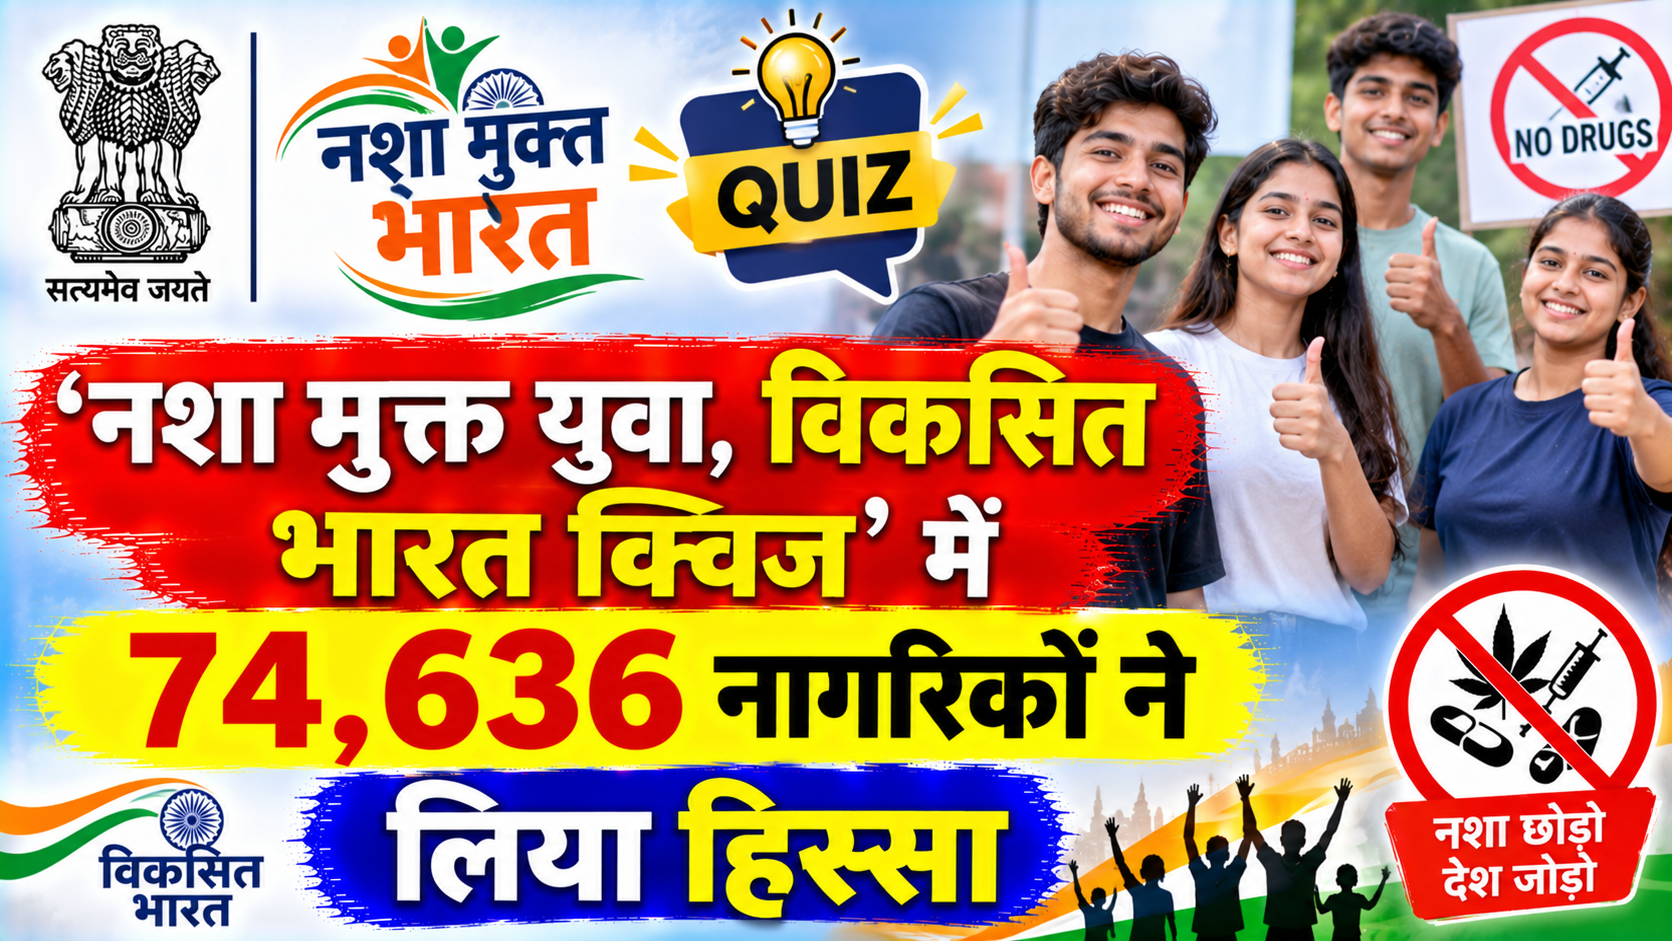 सत्यमेव जयते
नशा मुक्त
भारत
QUIZ
NO DRUGS
‘नशा मुक्त युवा, विकसित
भारत क्विज’ में
74,636 नागरिकों ने
लिया हिस्सा
विकसित
भारत
नशा छोड़ो
देश जोड़ो